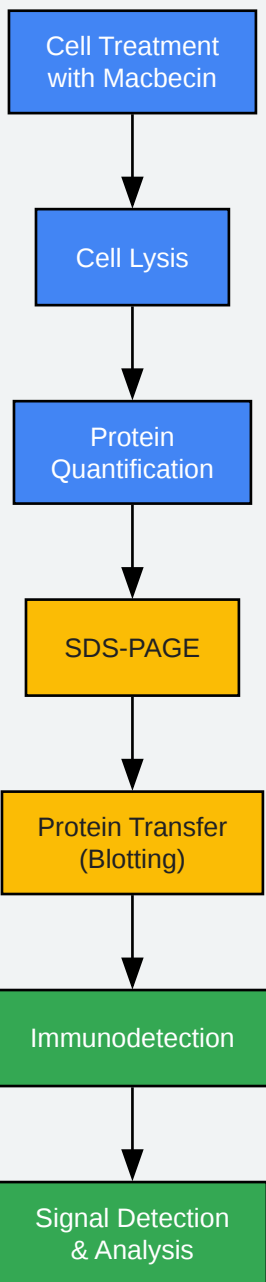 Cell Treatment
with Macbecin
Cell Lysis
Protein
Quantification
SDS-PAGE
Protein Transfer
(Blotting)
Immunodetection
Signal Detection
& Analysis